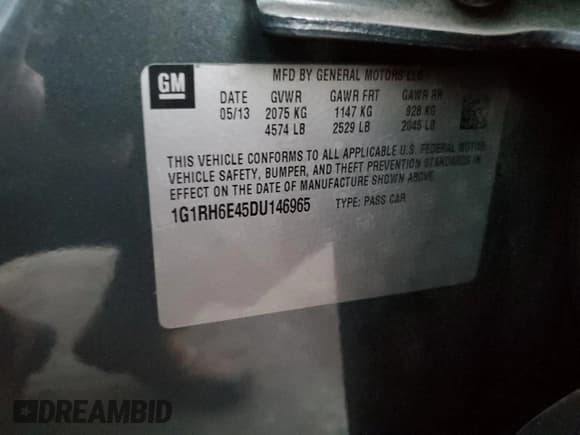 GM
MFD BY GENERAL MOTORS LLC
DATE GVWR GAWR FRT GAWR RR
05/13 2075 KG 1147 KG 928 KG
4574 LB 2529 LB 2045 LB
THIS VEHICLE CONFORMS TO ALL APPLICABLE U.S. FEDERAL MOTOR
VEHICLE SAFETY, BUMPER, AND THEFT PREVENTION STANDARDS IN
EFFECT ON THE DATE OF MANUFACTURE SHOWN ABOVE.
1G1RH6E45DU146965 TYPE: PASS CAR
DREAMBID